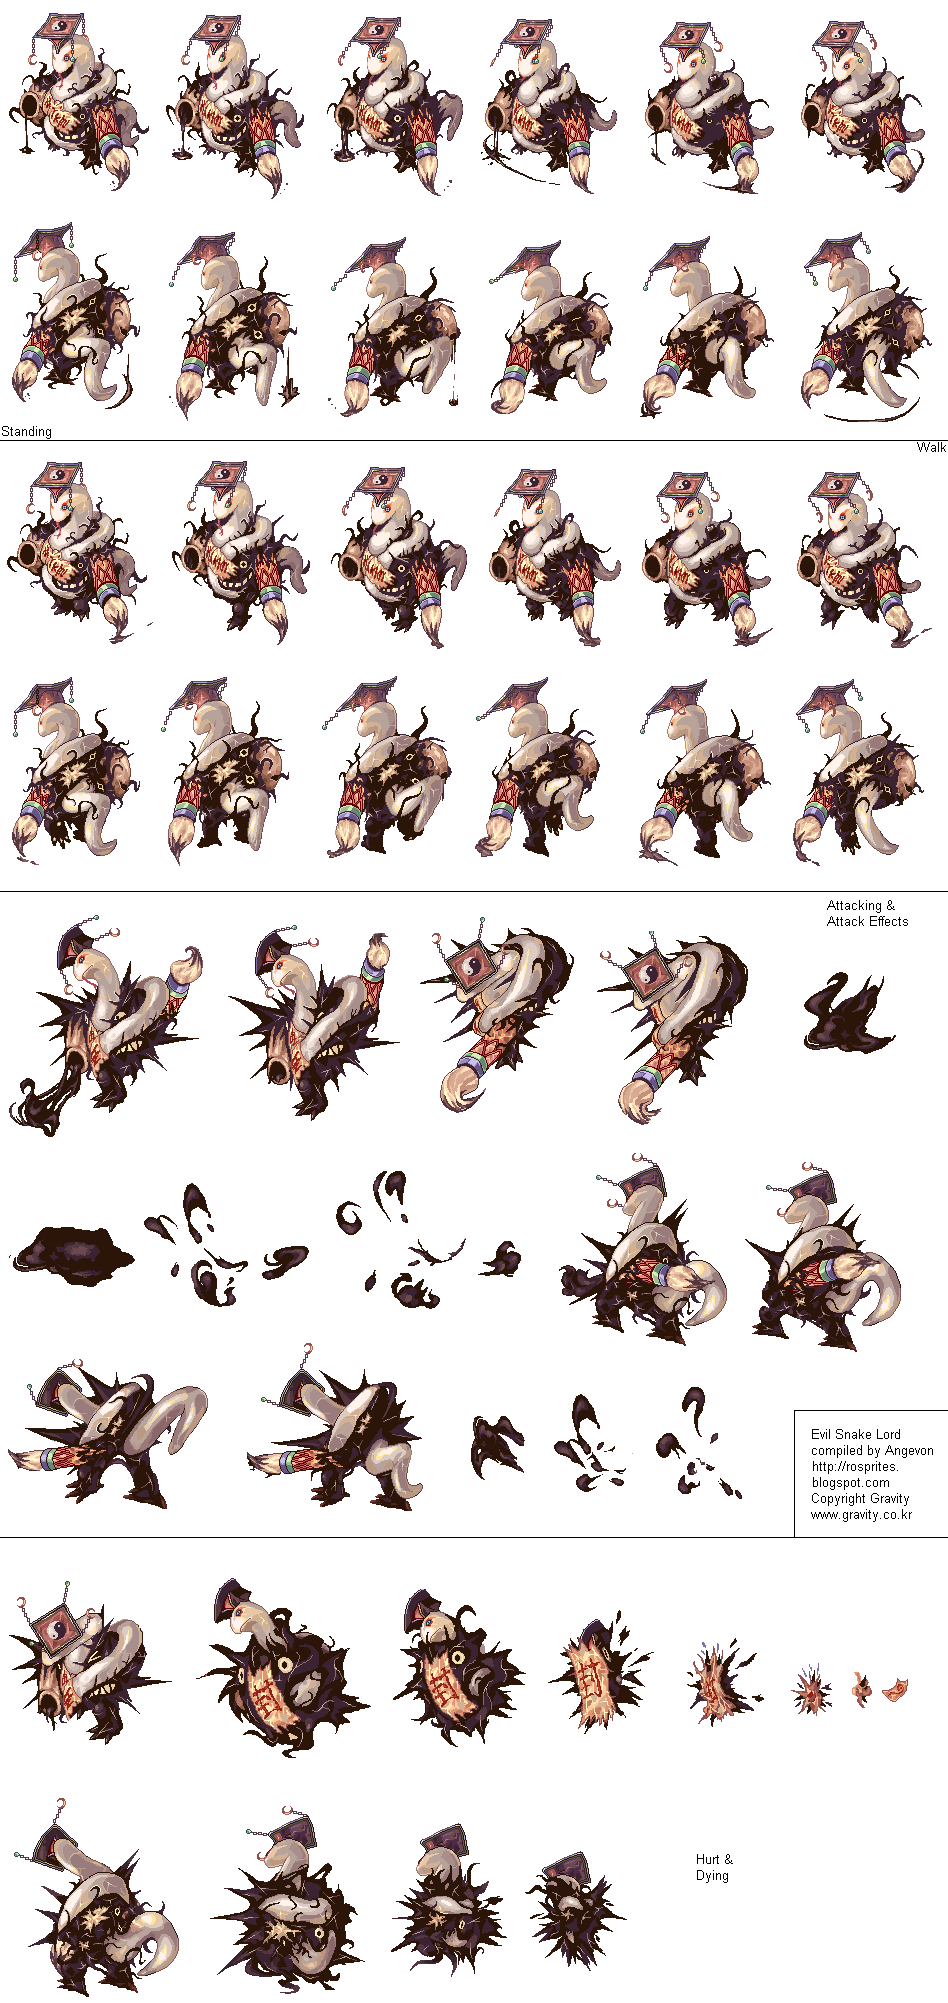 Standing
Walk
Attacking &
Attack Effects
Evil Snake Lord
compiled by Angevon
http://rosprites.
blogspot.com
Copyright Gravity
www.gravity.co.kr
Hurt &
Dying